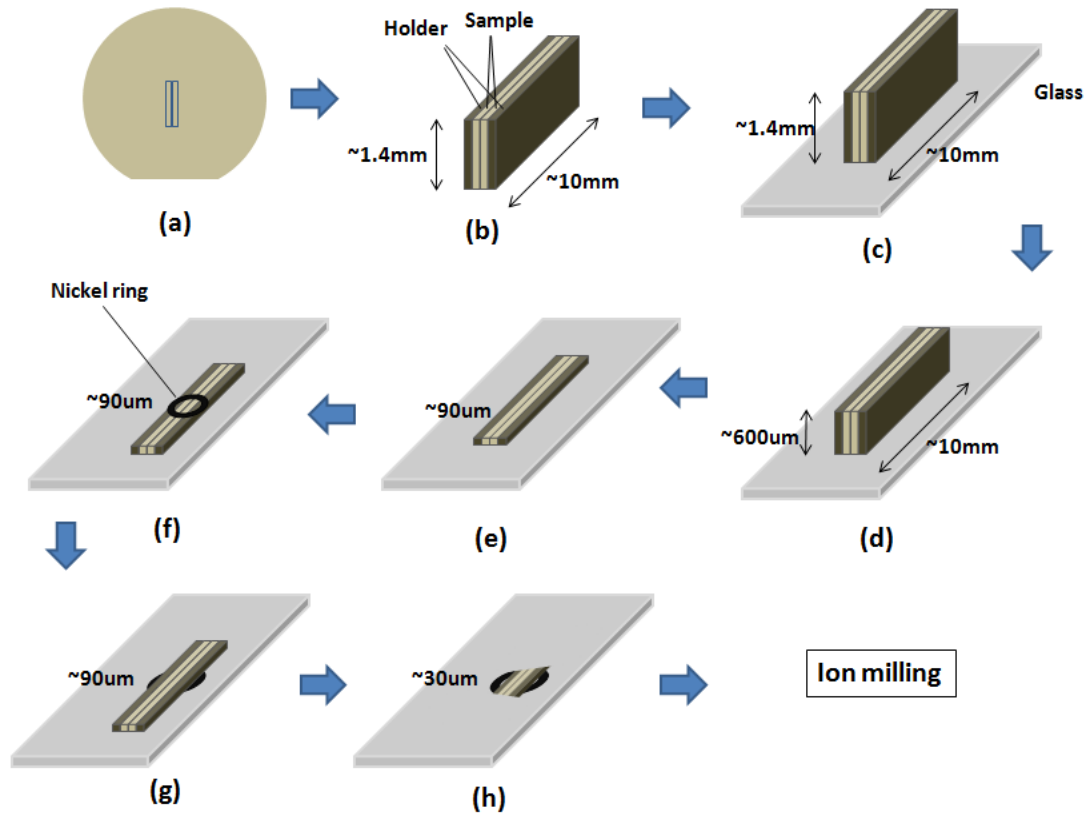 Holder
Sample
~1.4mm
~10mm
(a)
(b)
Glass
~1.4mm
~10mm
(c)
Nickel ring
~90um
(f)
~90um
(e)
~600um
~10mm
(d)
~90um
(g)
~30um
(h)
Ion milling